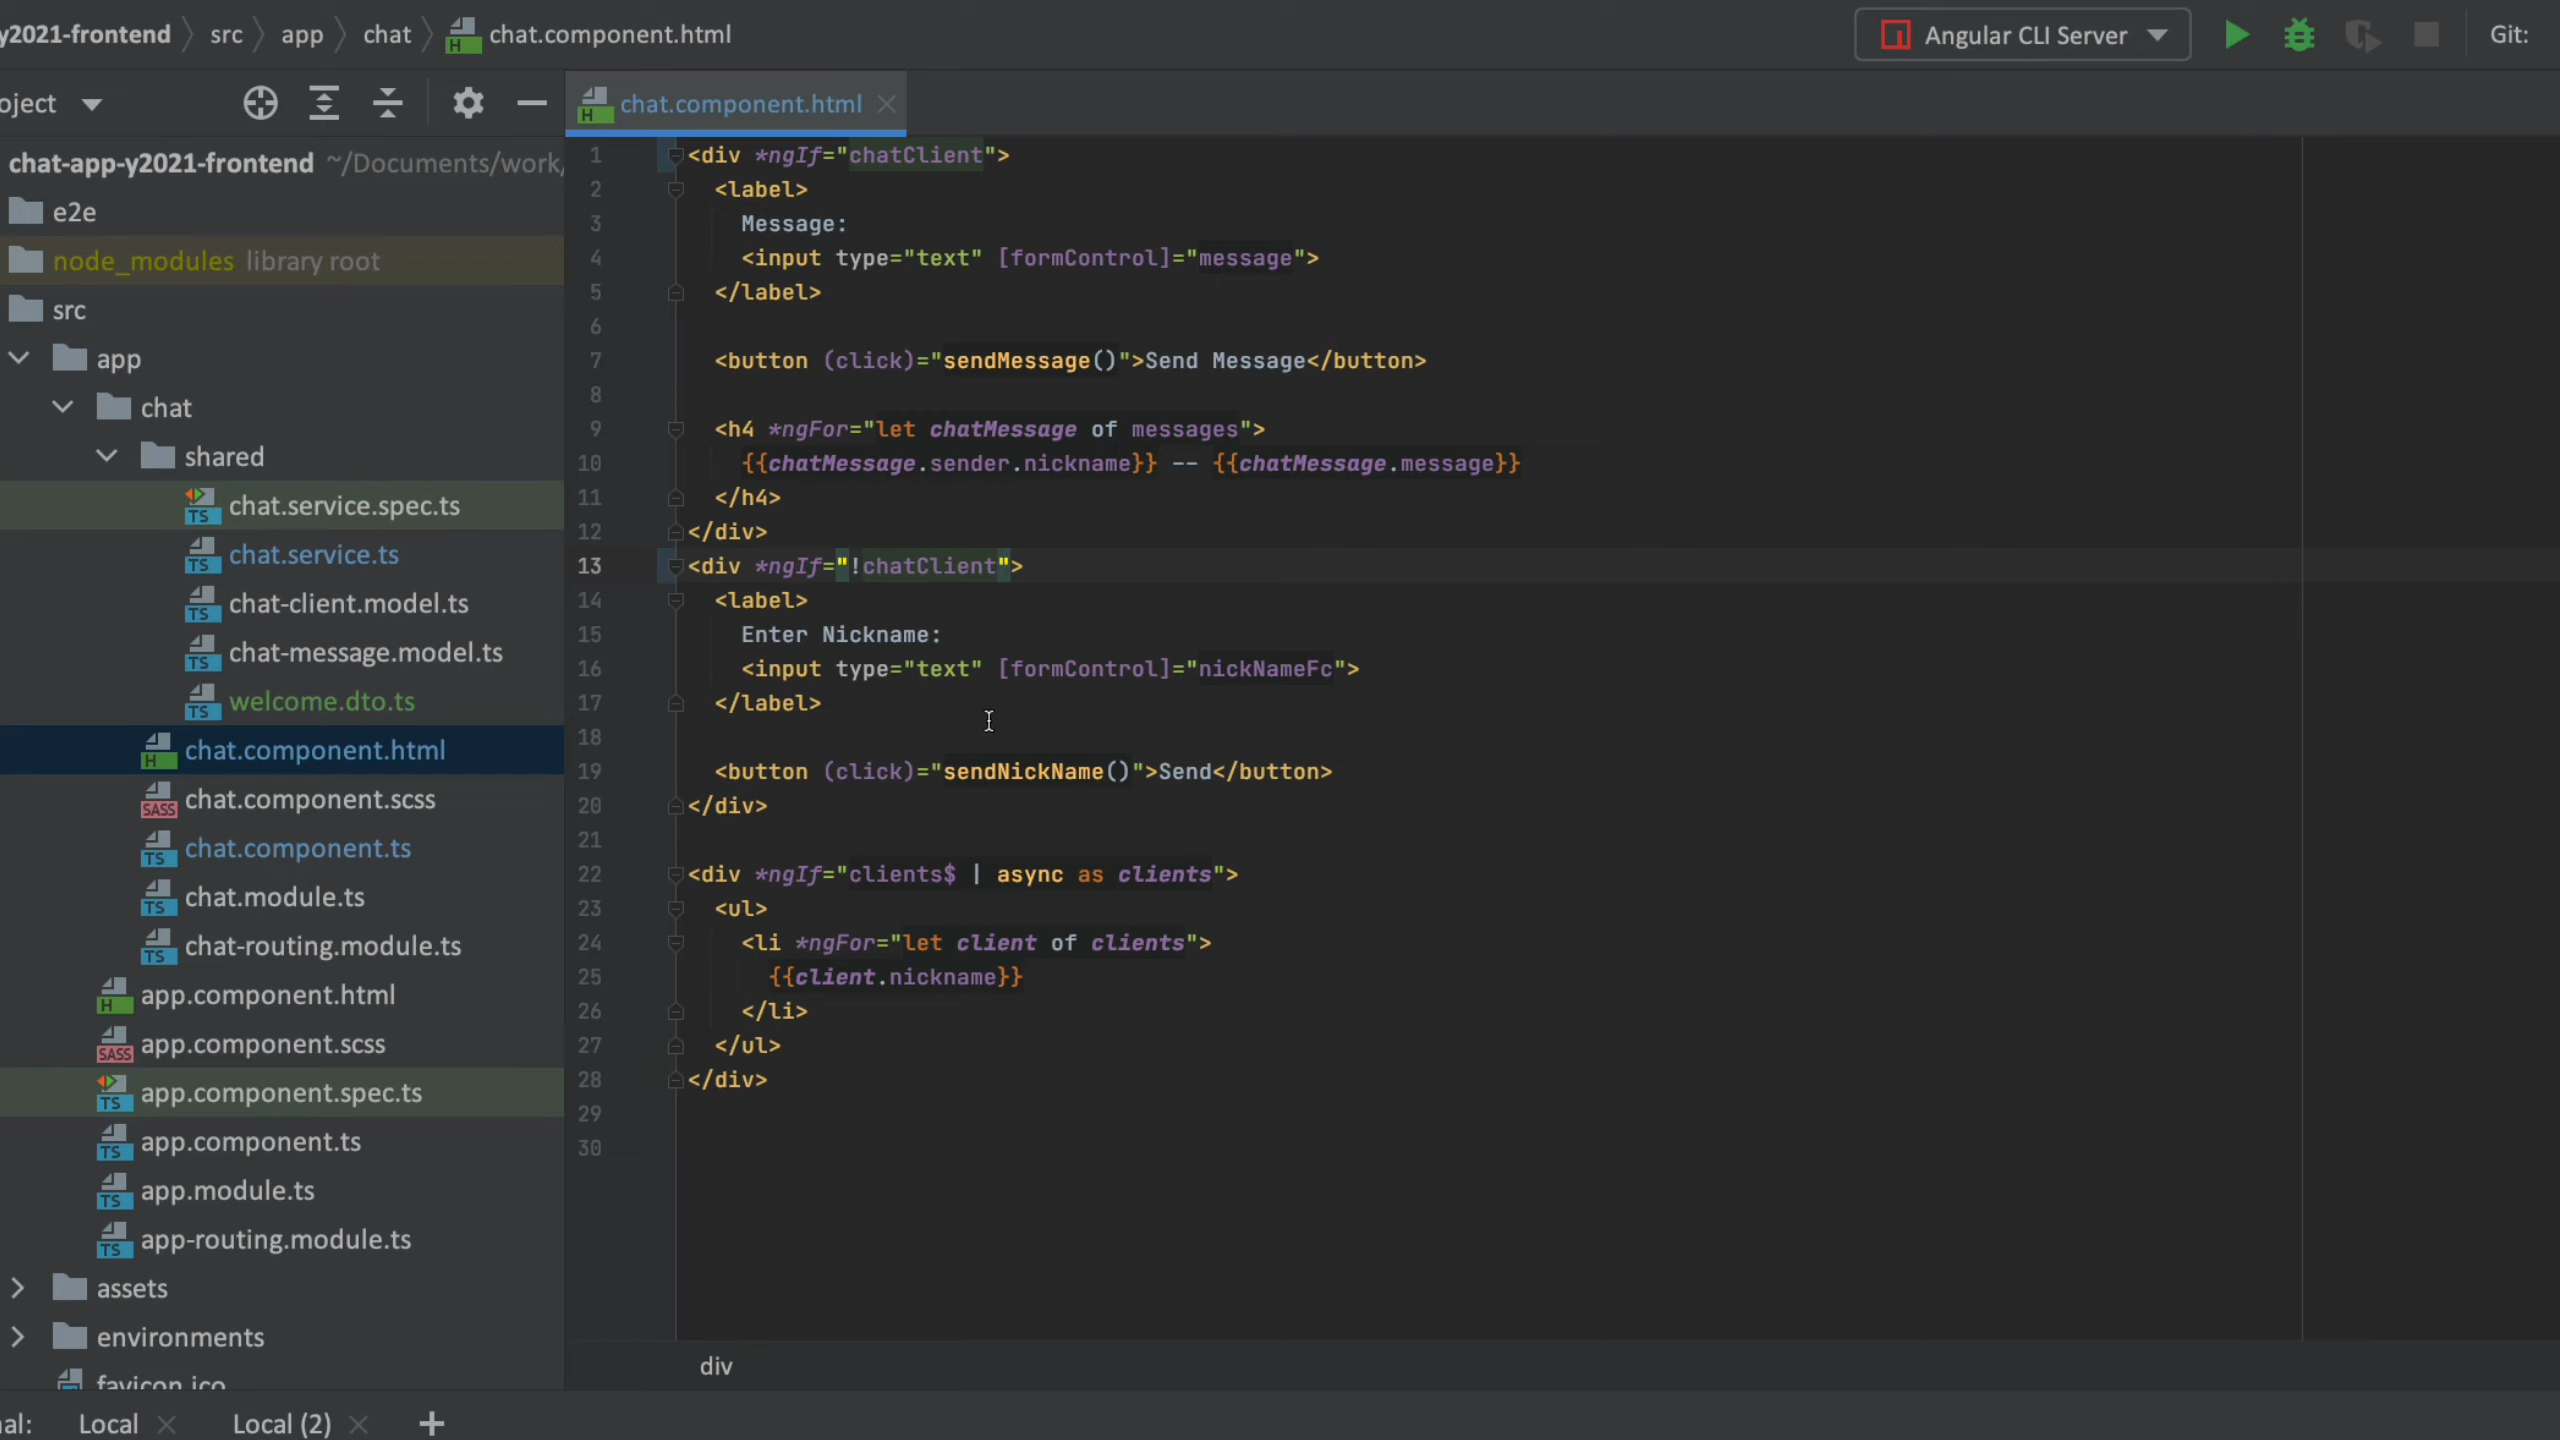 y2021-frontend
src
app
chat
chat.component.html
Angular CLI Server
Git:
oject
chat.component.html
chat-app-y2021-frontend ~/Documents/work/
e2e
node_modules library root
src
app
chat
shared
chat.service.spec.ts
chat.service.ts
chat-client.model.ts
chat-message.model.ts
welcome.dto.ts
chat.component.html
chat.component.scss
chat.component.ts
chat.module.ts
chat-routing.module.ts
app.component.html
app.component.scss
app.component.spec.ts
app.component.ts
app.module.ts
app-routing.module.ts
assets
environments
favicon.ico
1 <div *ngIf="chatClient">
2 <label>
3 Message:
4 <input type="text" [formControl]="message">
5 </label>
6
7 <button (click)="sendMessage()">Send Message</button>
8
9 <h4 *ngFor="let chatMessage of messages">
10 {{chatMessage.sender.nickname}} -- {{chatMessage.message}}
11 </h4>
12 </div>
13 <div *ngIf="!chatClient">
14 <label>
15 Enter Nickname:
16 <input type="text" [formControl]="nickNameFc">
17 </label>
18
19 <button (click)="sendNickName()">Send</button>
20 </div>
21
22 <div *ngIf="clients$ | async as clients">
23 <ul>
24 <li *ngFor="let client of clients">
25 {{client.nickname}}
26 </li>
27 </ul>
28 </div>
29
30
div
nal:
Local
Local (2)